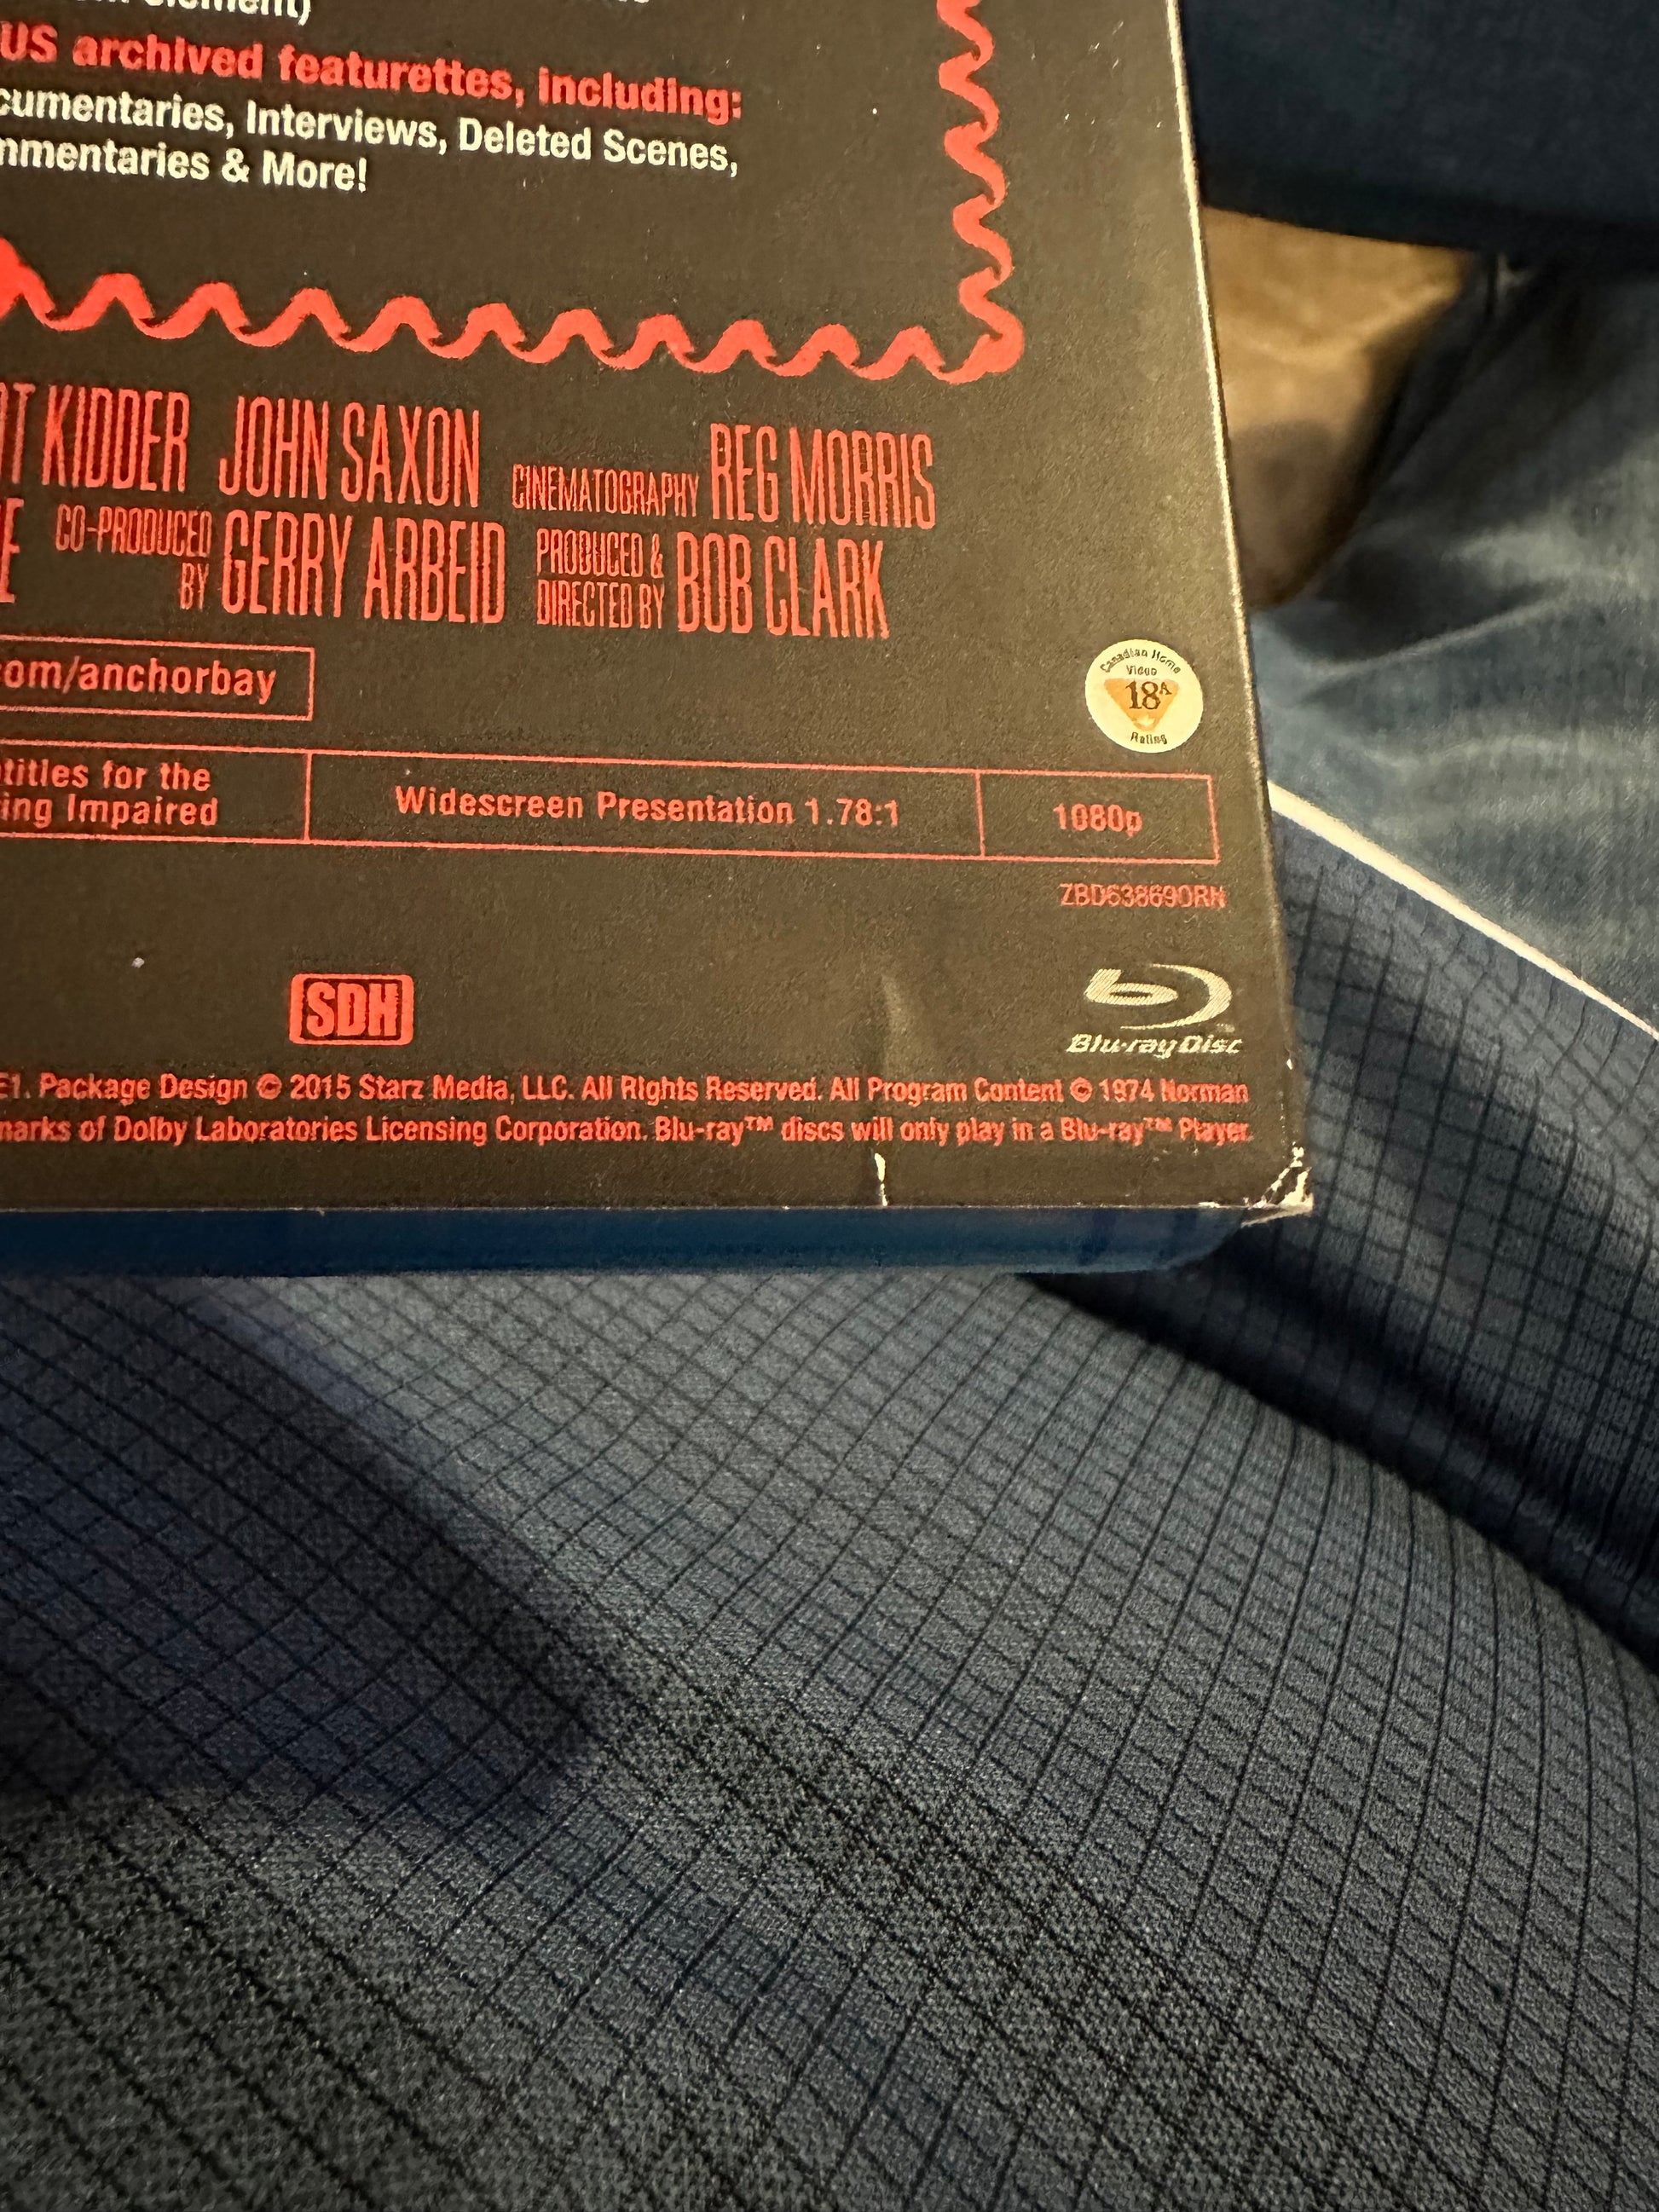 US archived featurettes, including:
cumentaries, Interviews, Deleted Scenes,
mmentaries & More!
OT KIDDER JOHN SAXON CINEMATOGRAPHY REG MORRIS
E CO-PRODUCED BY GERRY ARBEID PRODUCED & DIRECTED BY BOB CLARK
om/anchorbay
Canadian Home
Video
18A
Rating
titles for the
ing Impaired
Widescreen Presentation 1.78:1
1080p
ZBD63869ORN
SDH
Blu-ray Disc
E1. Package Design © 2015 Starz Media, LLC. All Rights Reserved. All Program Content © 1974 Norman
marks of Dolby Laboratories Licensing Corporation. Blu-ray™ discs will only play in a Blu-ray™ Player.